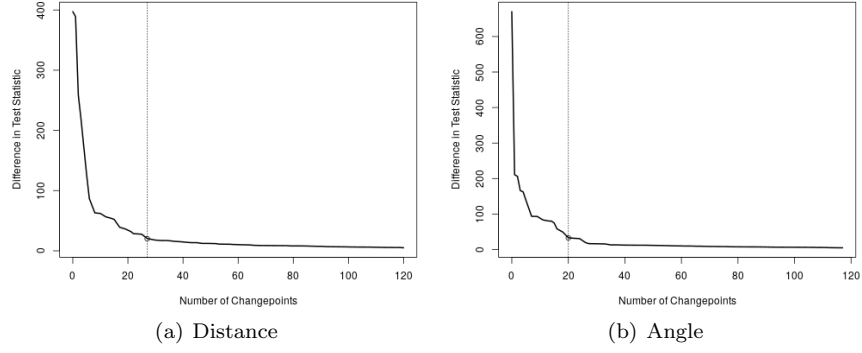 400
300
200
100
0
Difference in Test Statistic
0 20 40 60 80 100 120
Number of Changepoints
(a) Distance
600
500
400
300
200
100
0
Difference in Test Statistic
0 20 40 60 80 100 120
Number of Changepoints
(b) Angle